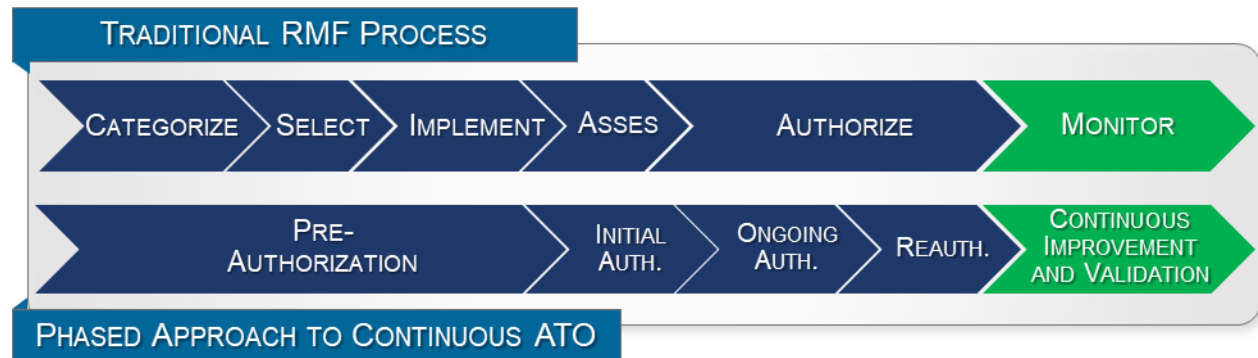 TRADITIONAL RMF PROCESS
CATEGORIZE
SELECT
IMPLEMENT
ASSES
AUTHORIZE
MONITOR
PRE-
AUTHORIZATION
INITIAL
AUTH.
ONGOING
AUTH.
REAUTH.
CONTINUOUS
IMPROVEMENT
AND VALIDATION
PHASED APPROACH TO CONTINUOUS ATO